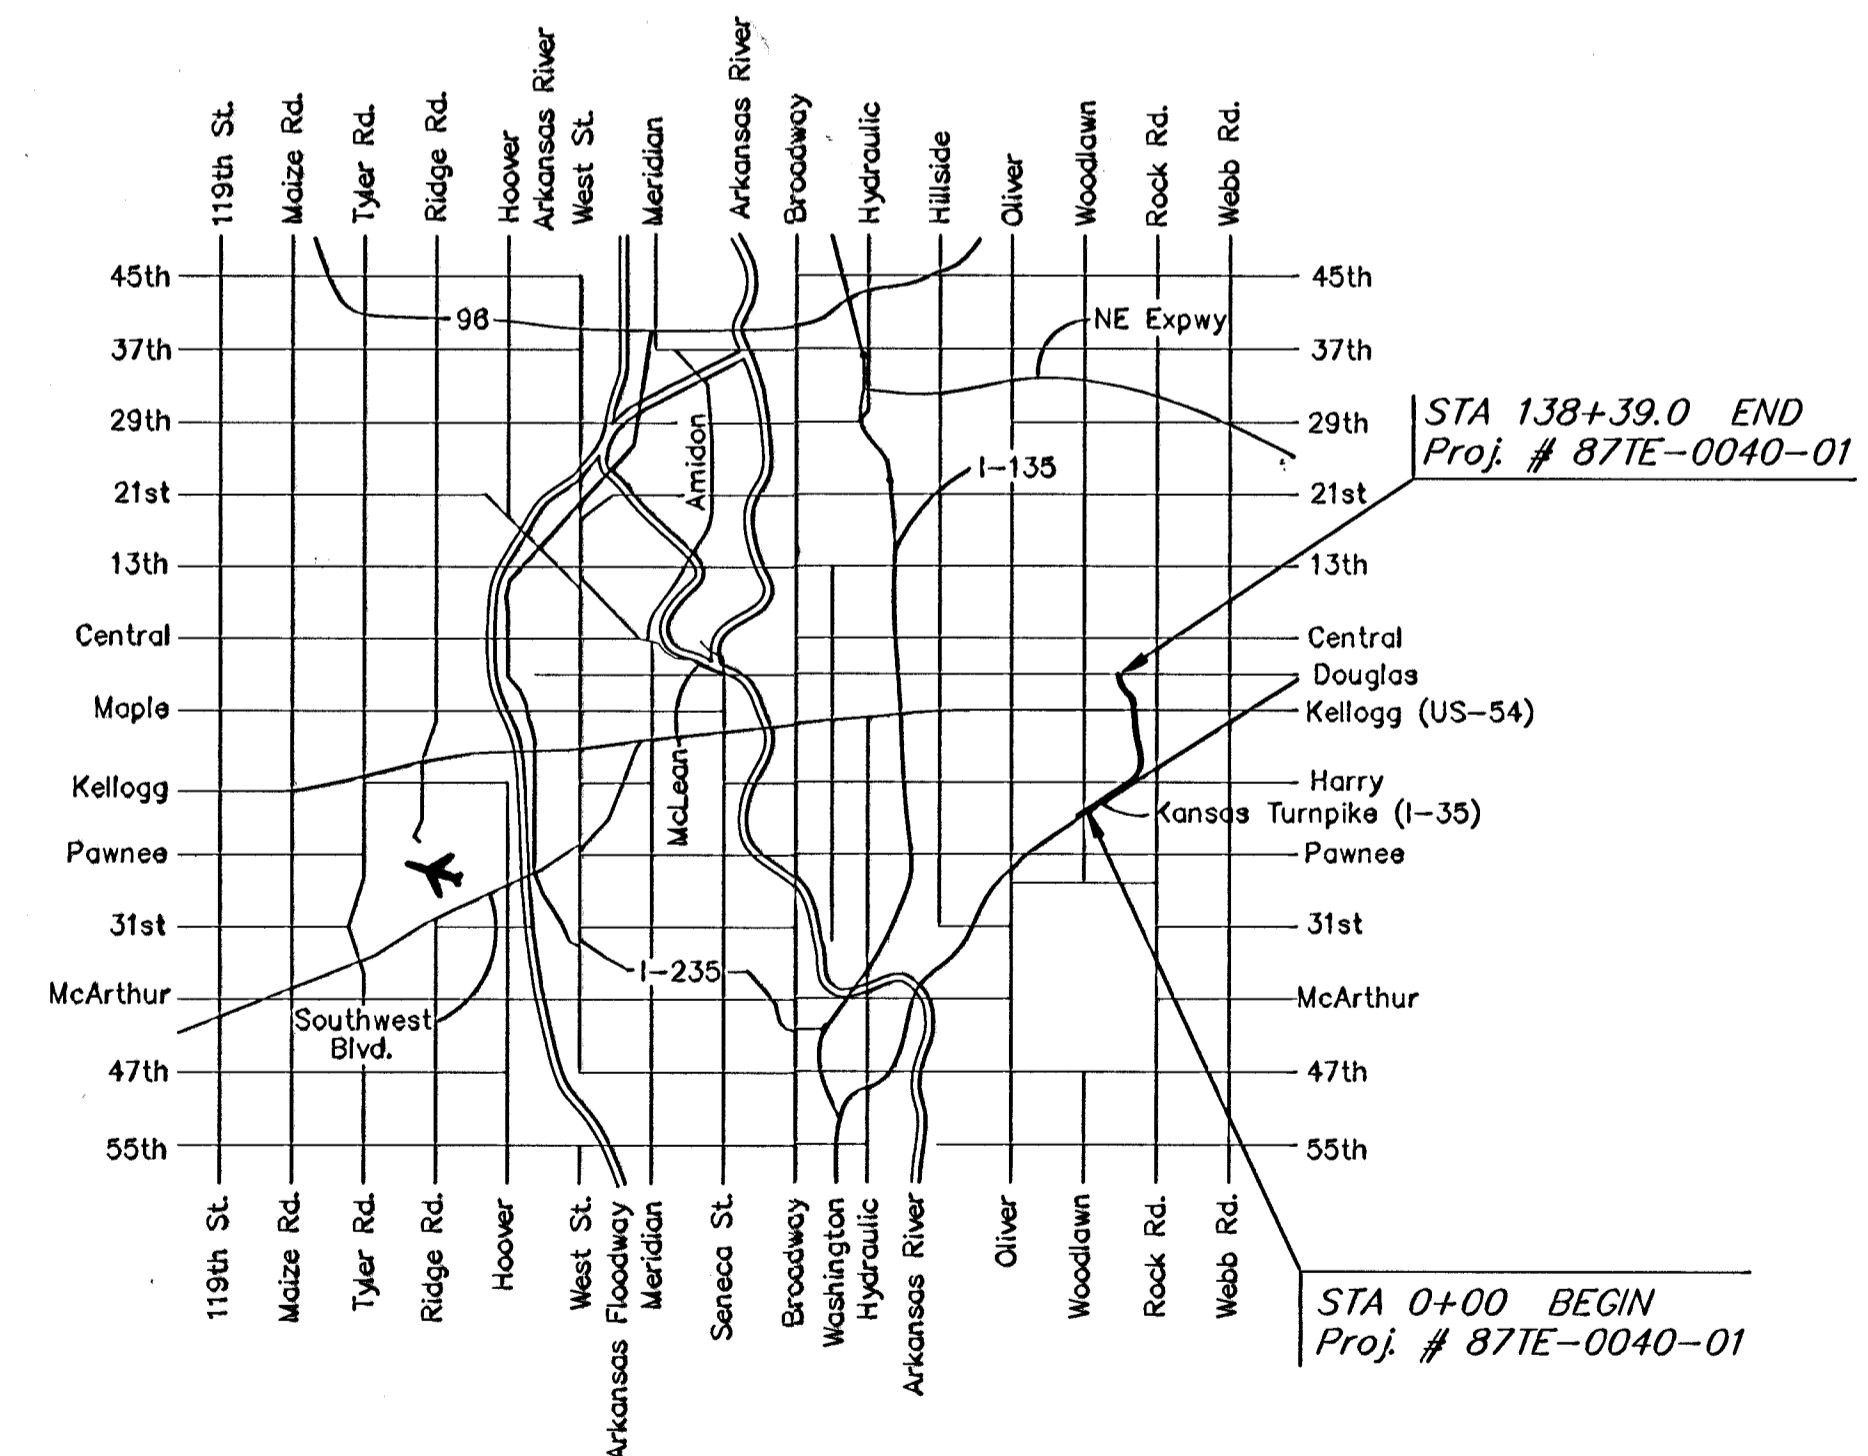 119th St.
Maize Rd.
Tyler Rd.
Ridge Rd.
Hoover
Arkansas River
West St.
Meridian
Arkansas River
Broadway
Hydraulic
Hillside
Oliver
Woodlawn
Rock Rd.
Webb Rd.
45th
45th
96
NE Expwy
37th
37th
29th
29th
STA 138+39.0 END
Proj. # 87TE-0040-01
Amidon
I-135
21st
21st
13th
13th
Central
Central
Douglas
Maple
Kellogg (US-54)
McLean
Kellogg
Harry
Kansas Turnpike (I-35)
Pawnee
Pawnee
31st
31st
I-235
McArthur
McArthur
Southwest
Blvd.
47th
47th
55th
55th
119th St.
Maize Rd.
Tyler Rd.
Ridge Rd.
Hoover
West St.
Arkansas Floodway
Meridian
Seneca St.
Broadway
Washington
Hydraulic
Arkansas River
Oliver
Woodlawn
Rock Rd.
Webb Rd.
STA 0+00 BEGIN
Proj. # 87TE-0040-01